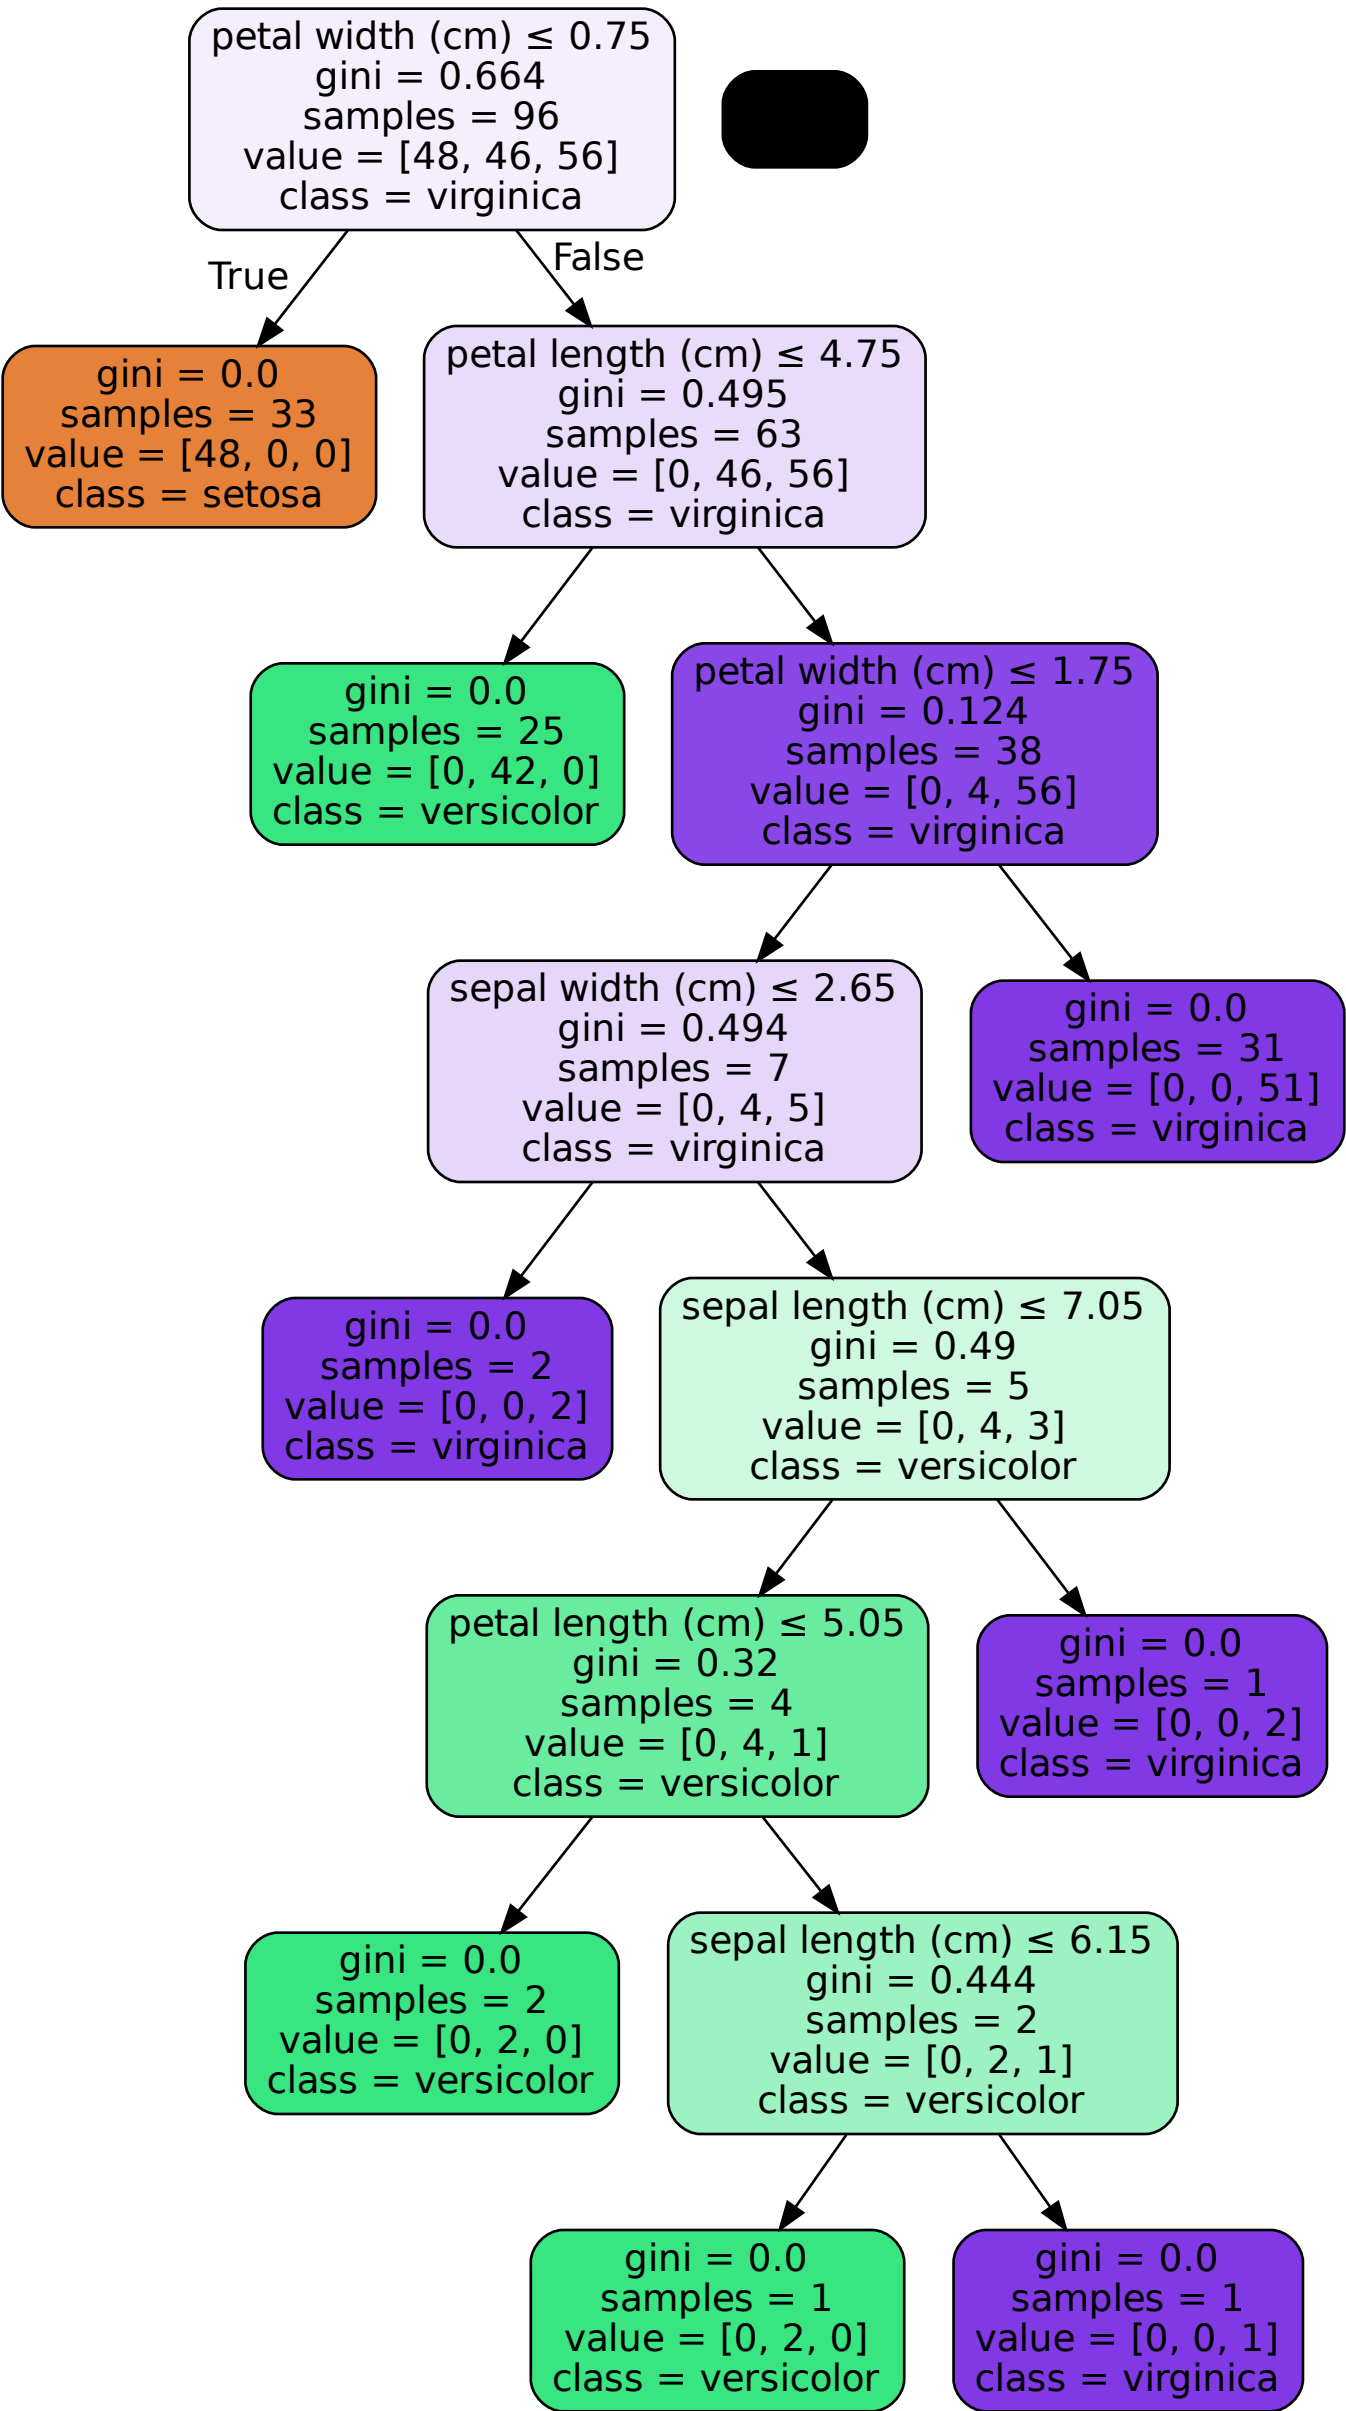 petal width (cm) ≤ 0.75
gini = 0.664
samples = 96
value = [48, 46, 56]
class = virginica
True
False
gini = 0.0
samples = 33
value = [48, 0, 0]
class = setosa
petal length (cm) ≤ 4.75
gini = 0.495
samples = 63
value = [0, 46, 56]
class = virginica
gini = 0.0
samples = 25
value = [0, 42, 0]
class = versicolor
petal width (cm) ≤ 1.75
gini = 0.124
samples = 38
value = [0, 4, 56]
class = virginica
sepal width (cm) ≤ 2.65
gini = 0.494
samples = 7
value = [0, 4, 5]
class = virginica
gini = 0.0
samples = 31
value = [0, 0, 51]
class = virginica
gini = 0.0
samples = 2
value = [0, 0, 2]
class = virginica
sepal length (cm) ≤ 7.05
gini = 0.49
samples = 5
value = [0, 4, 3]
class = versicolor
petal length (cm) ≤ 5.05
gini = 0.32
samples = 4
value = [0, 4, 1]
class = versicolor
gini = 0.0
samples = 1
value = [0, 0, 2]
class = virginica
gini = 0.0
samples = 2
value = [0, 2, 0]
class = versicolor
sepal length (cm) ≤ 6.15
gini = 0.444
samples = 2
value = [0, 2, 1]
class = versicolor
gini = 0.0
samples = 1
value = [0, 2, 0]
class = versicolor
gini = 0.0
samples = 1
value = [0, 0, 1]
class = virginica